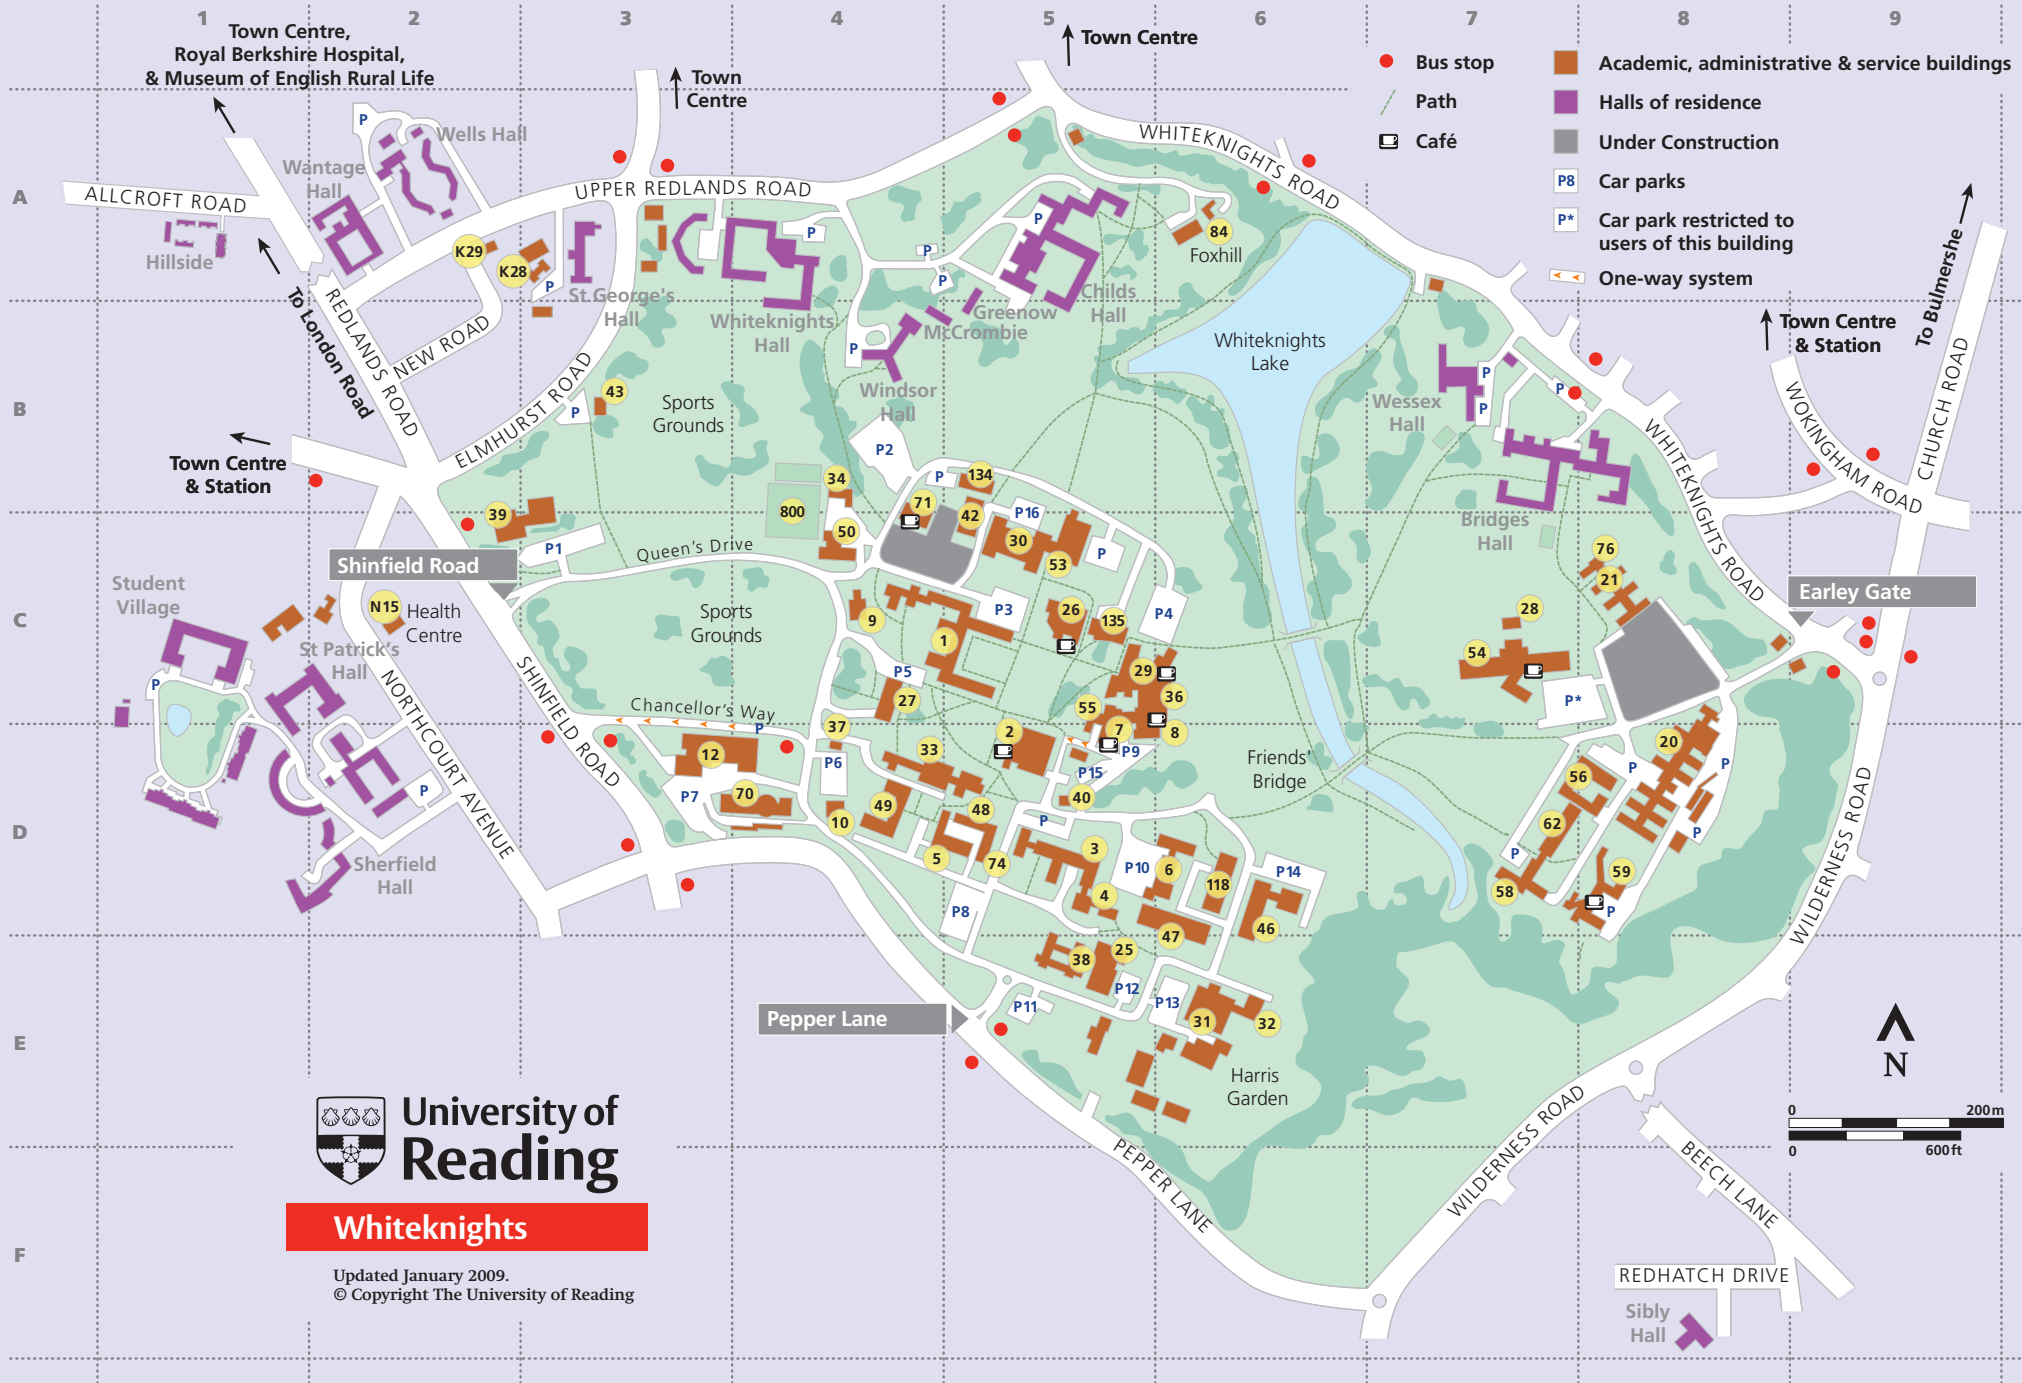 1 2 3 4 5 6 7 8 9
Town Centre,
Royal Berkshire Hospital,
& Museum of English Rural Life
Town
Centre
Town Centre
Bus stop
Path
Café
Academic, administrative & service buildings
Halls of residence
Under Construction
P8 Car parks
P* Car park restricted to
users of this building
One-way system
A
ALLCROFT ROAD
Hillside
Wantage
Hall
Wells Hall
P
K29
K28
P
UPPER REDLANDS ROAD
St George's
Hall
Whiteknights
Hall
P
P
P
P
Childs
Hall
Greenow
McCrombie
WHITEKNIGHTS ROAD
84
Foxhill
To London Road
REDLANDS ROAD
NEW ROAD
To Bulmershe
Town Centre
& Station
B
ELMHURST ROAD
43
P
Sports
Grounds
P
Windsor
Hall
P2
Whiteknights
Lake
Wessex
Hall
P
P
P
WOKINGHAM ROAD
CHURCH ROAD
WHITEKNIGHTS ROAD
Town Centre
& Station
34
800
50
71
P
134
42
P16
30
53
P
39
P1
Queen's Drive
Bridges
Hall
76
21
28
54
P*
Shinfield Road
Earley Gate
C
Student
Village
N15
Health
Centre
St Patrick's
Hall
P
NORTHCOURT AVENUE
SHINFIELD ROAD
Sports
Grounds
Chancellor's Way
P
9
1
P3
26
135
P4
P5
27
29
36
55
7
8
P9
P15
40
37
P6
33
2
12
70
P7
10
49
48
5
74
P
3
4
P10
6
118
P14
46
47
Friends'
Bridge
D
P
Sherfield
Hall
20
56
P
P
P
62
P
58
59
P
WILDERNESS ROAD
P8
38
25
P12
P13
P11
31
32
Pepper Lane
E
Harris
Garden
N
0 200m
0 600ft
University of
Reading
Whiteknights
Updated January 2009.
© Copyright The University of Reading
F
PEPPER LANE
WILDERNESS ROAD
BEECH LANE
REDHATCH DRIVE
Sibly
Hall